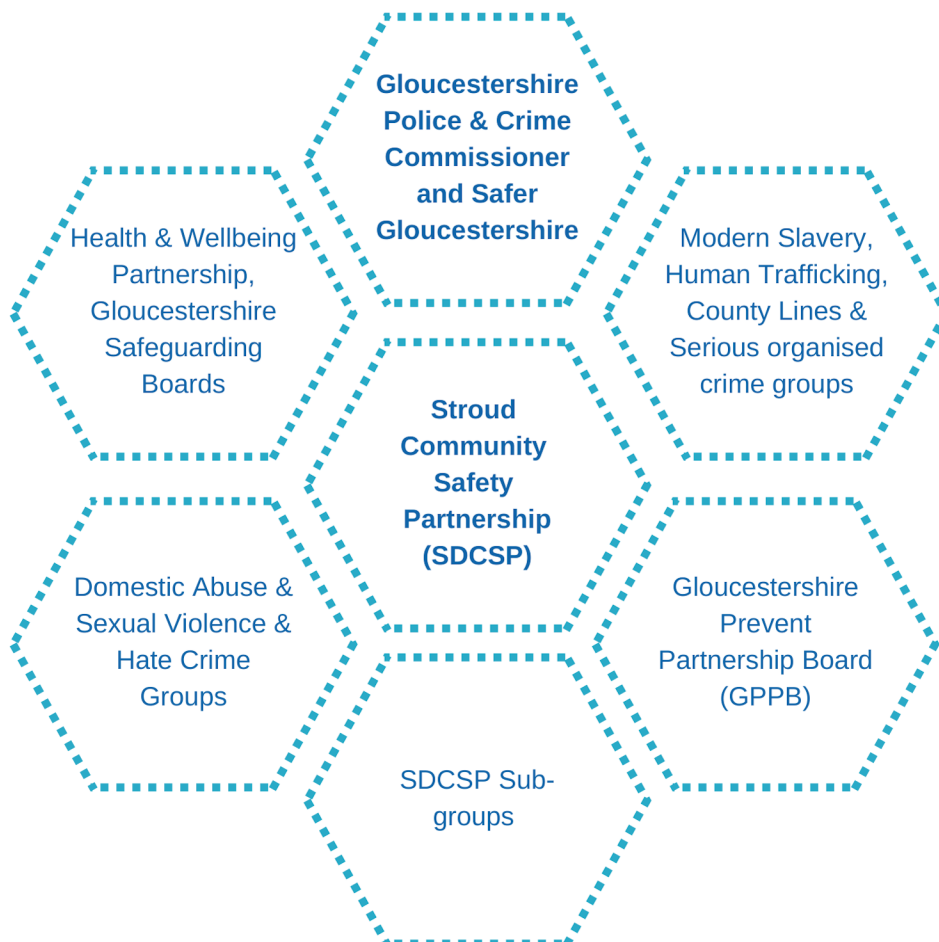 Gloucestershire
Police & Crime
Commissioner
and Safer
Gloucestershire
Health & Wellbeing
Partnership,
Gloucestershire
Safeguarding
Boards
Modern Slavery,
Human Trafficking,
County Lines &
Serious organised
crime groups
Stroud
Community
Safety
Partnership
(SDCSP)
Domestic Abuse &
Sexual Violence &
Hate Crime
Groups
Gloucestershire
Prevent
Partnership Board
(GPPB)
SDCSP Sub-
groups